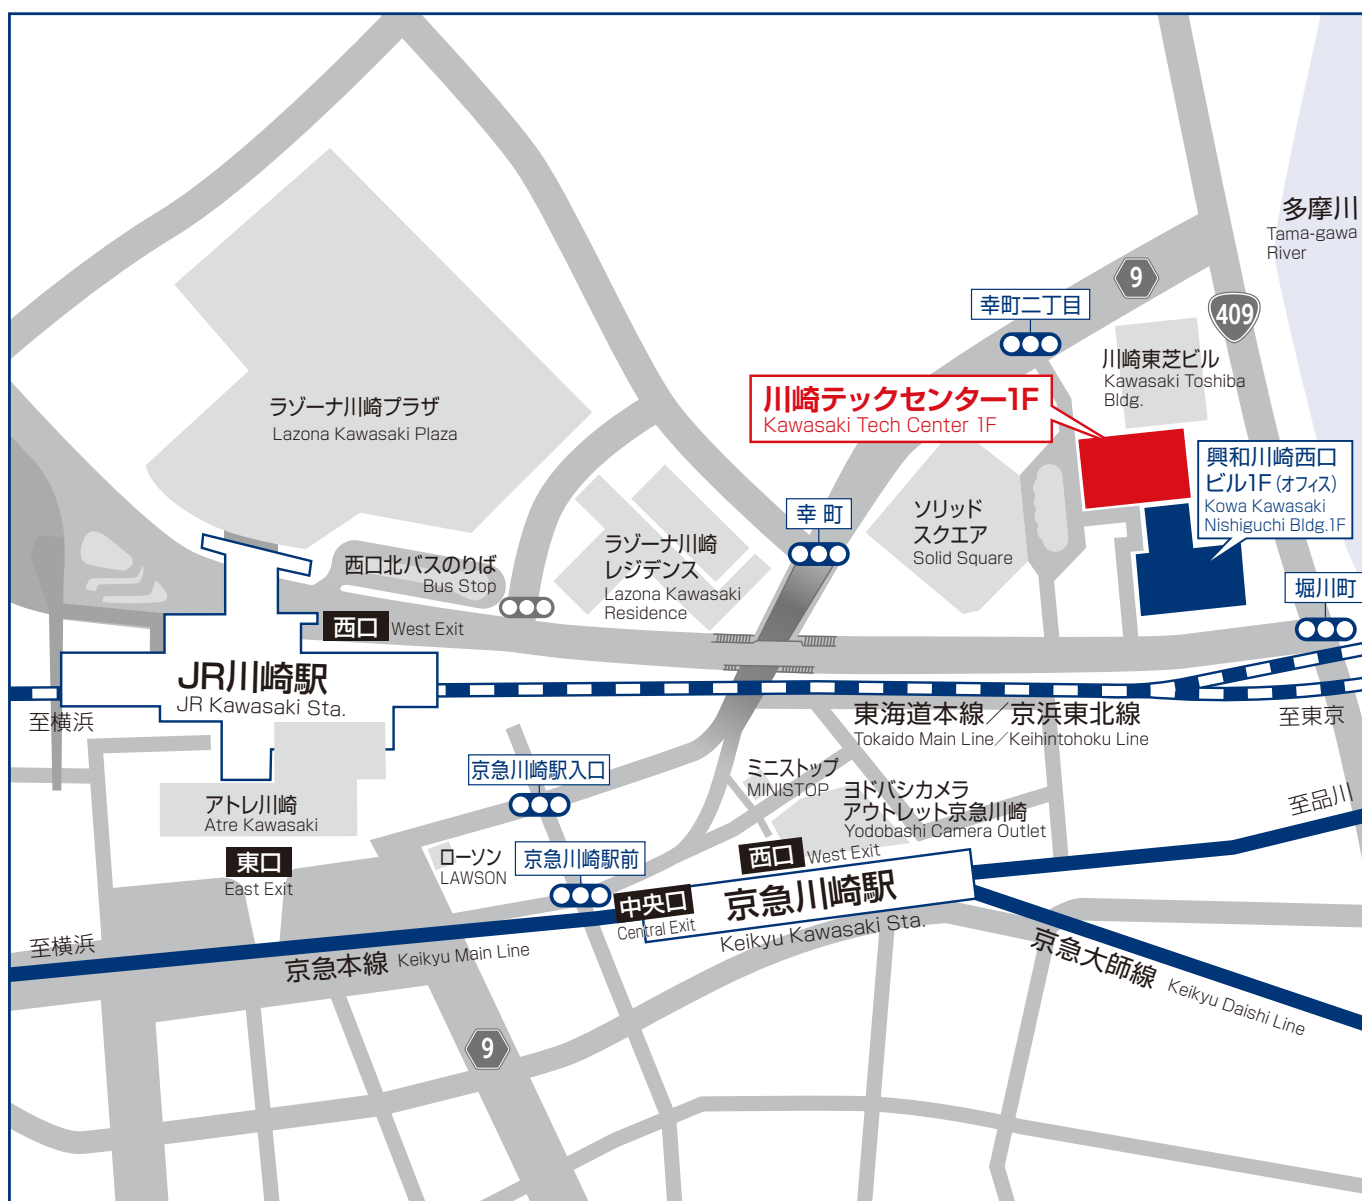 多摩川
Tama-gawa
River
9
幸町二丁目
409
川崎東芝ビル
Kawasaki Toshiba
Bldg.
川崎テックセンター1F
Kawasaki Tech Center 1F
ラゾーナ川崎プラザ
Lazona Kawasaki Plaza
興和川崎西口
ビル1F(オフィス)
Kowa Kawasaki
Nishiguchi Bldg.1F
幸 町
ソリッド
スクエア
Solid Square
ラゾーナ川崎
レジデンス
Lazona Kawasaki
Residence
西口北バスのりば
Bus Stop
堀川町
西口 West Exit
JR川崎駅
JR Kawasaki Sta.
至横浜
東海道本線／京浜東北線
Tokaido Main Line／Keihintohoku Line
至東京
京急川崎駅入口
ミニストップ
MINISTOP
ヨドバシカメラ
アウトレット京急川崎
Yodobashi Camera Outlet
至品川
アトレ川崎
Atre Kawasaki
東口
East Exit
ローソン
LAWSON
京急川崎駅前
西口 West Exit
中央口
Central Exit
京急川崎駅
Keikyu Kawasaki Sta.
至横浜
京急本線 Keikyu Main Line
京急大師線 Keikyu Daishi Line
9